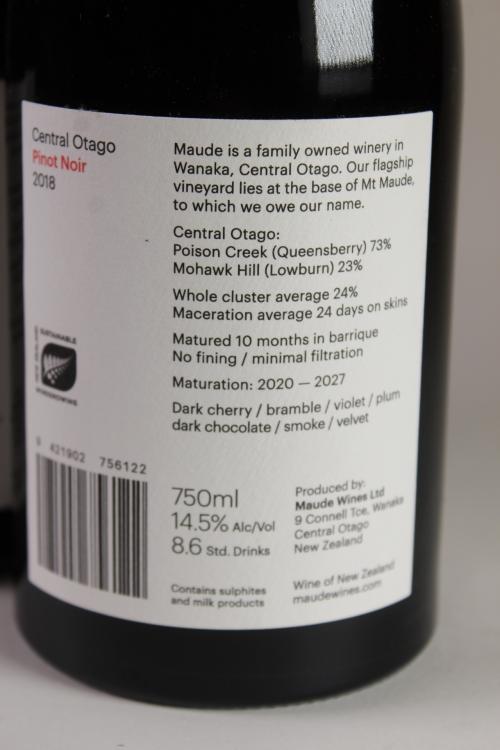 Central Otago
Pinot Noir
2018
Maude is a family owned winery in
Wanaka, Central Otago. Our flagship
vineyard lies at the base of Mt Maude,
to which we owe our name.
Central Otago:
Poison Creek (Queensberry) 73%
Mohawk Hill (Lowburn) 23%
Whole cluster average 24%
Maceration average 24 days on skins
Matured 10 months in barrique
No fining / minimal filtration
Maturation: 2020 — 2027
Dark cherry / bramble / violet / plum
dark chocolate / smoke / velvet
SUSTAINABLE
WINEGROWING
NEW ZEALAND
9 421902 756122
750ml
14.5% Alc/Vol
8.6 Std. Drinks
Contains sulphites
and milk products
Produced by:
Maude Wines Ltd
9 Connell Tce, Wanaka
Central Otago
New Zealand
Wine of New Zealand
maudewines.com